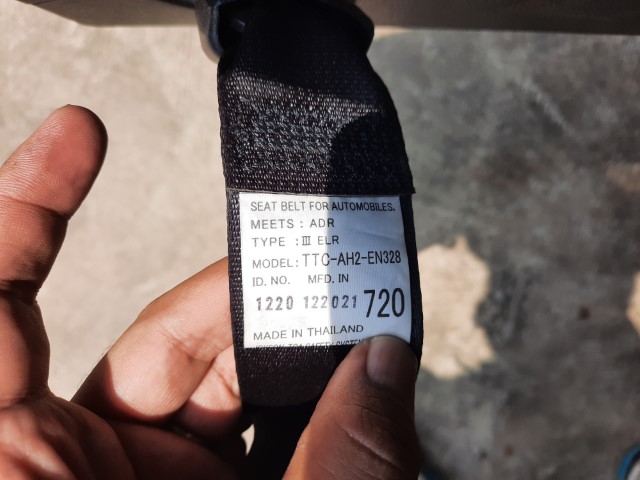 SEAT BELT FOR AUTOMOBILES.
MEETS : ADR
TYPE : III ELR
MODEL: TTC-AH2-EN328
ID. NO. MFD. IN
1220 122021 720
MADE IN THAILAND